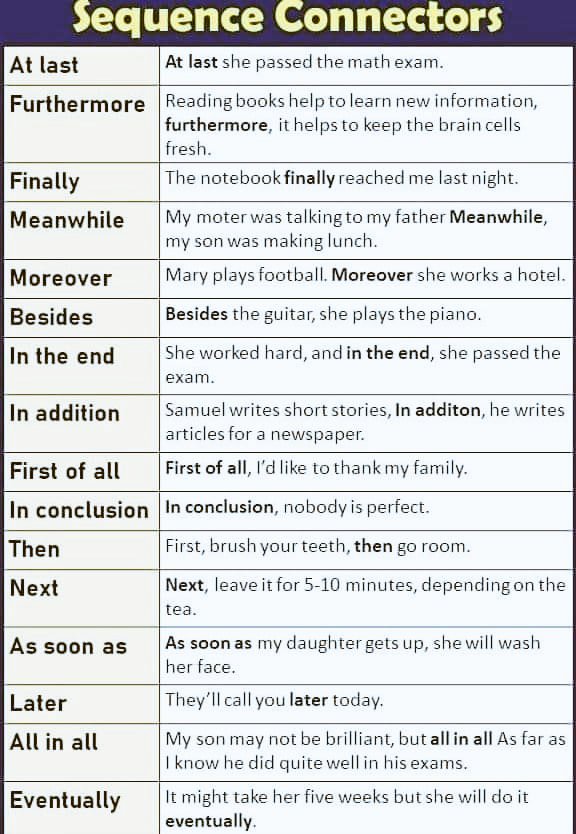 Sequence Connectors
At last
At last she passed the math exam.
Furthermore
Reading books help to learn new information,
furthermore, it helps to keep the brain cells
fresh.
Finally
The notebook finally reached me last night.
Meanwhile
My moter was talking to my father Meanwhile,
my son was making lunch.
Moreover
Mary plays football. Moreover she works a hotel.
Besides
Besides the guitar, she plays the piano.
In the end
She worked hard, and in the end, she passed the
exam.
In addition
Samuel writes short stories, In additon, he writes
articles for a newspaper.
First of all
First of all, I'd like to thank my family.
In conclusion
In conclusion, nobody is perfect.
Then
First, brush your teeth, then go room.
Next
Next, leave it for 5-10 minutes, depending on the
tea.
As soon as
As soon as my daughter gets up, she will wash
her face.
Later
They'll call you later today.
All in all
My son may not be brilliant, but all in all As far as
I know he did quite well in his exams.
Eventually
It might take her five weeks but she will do it
eventually.